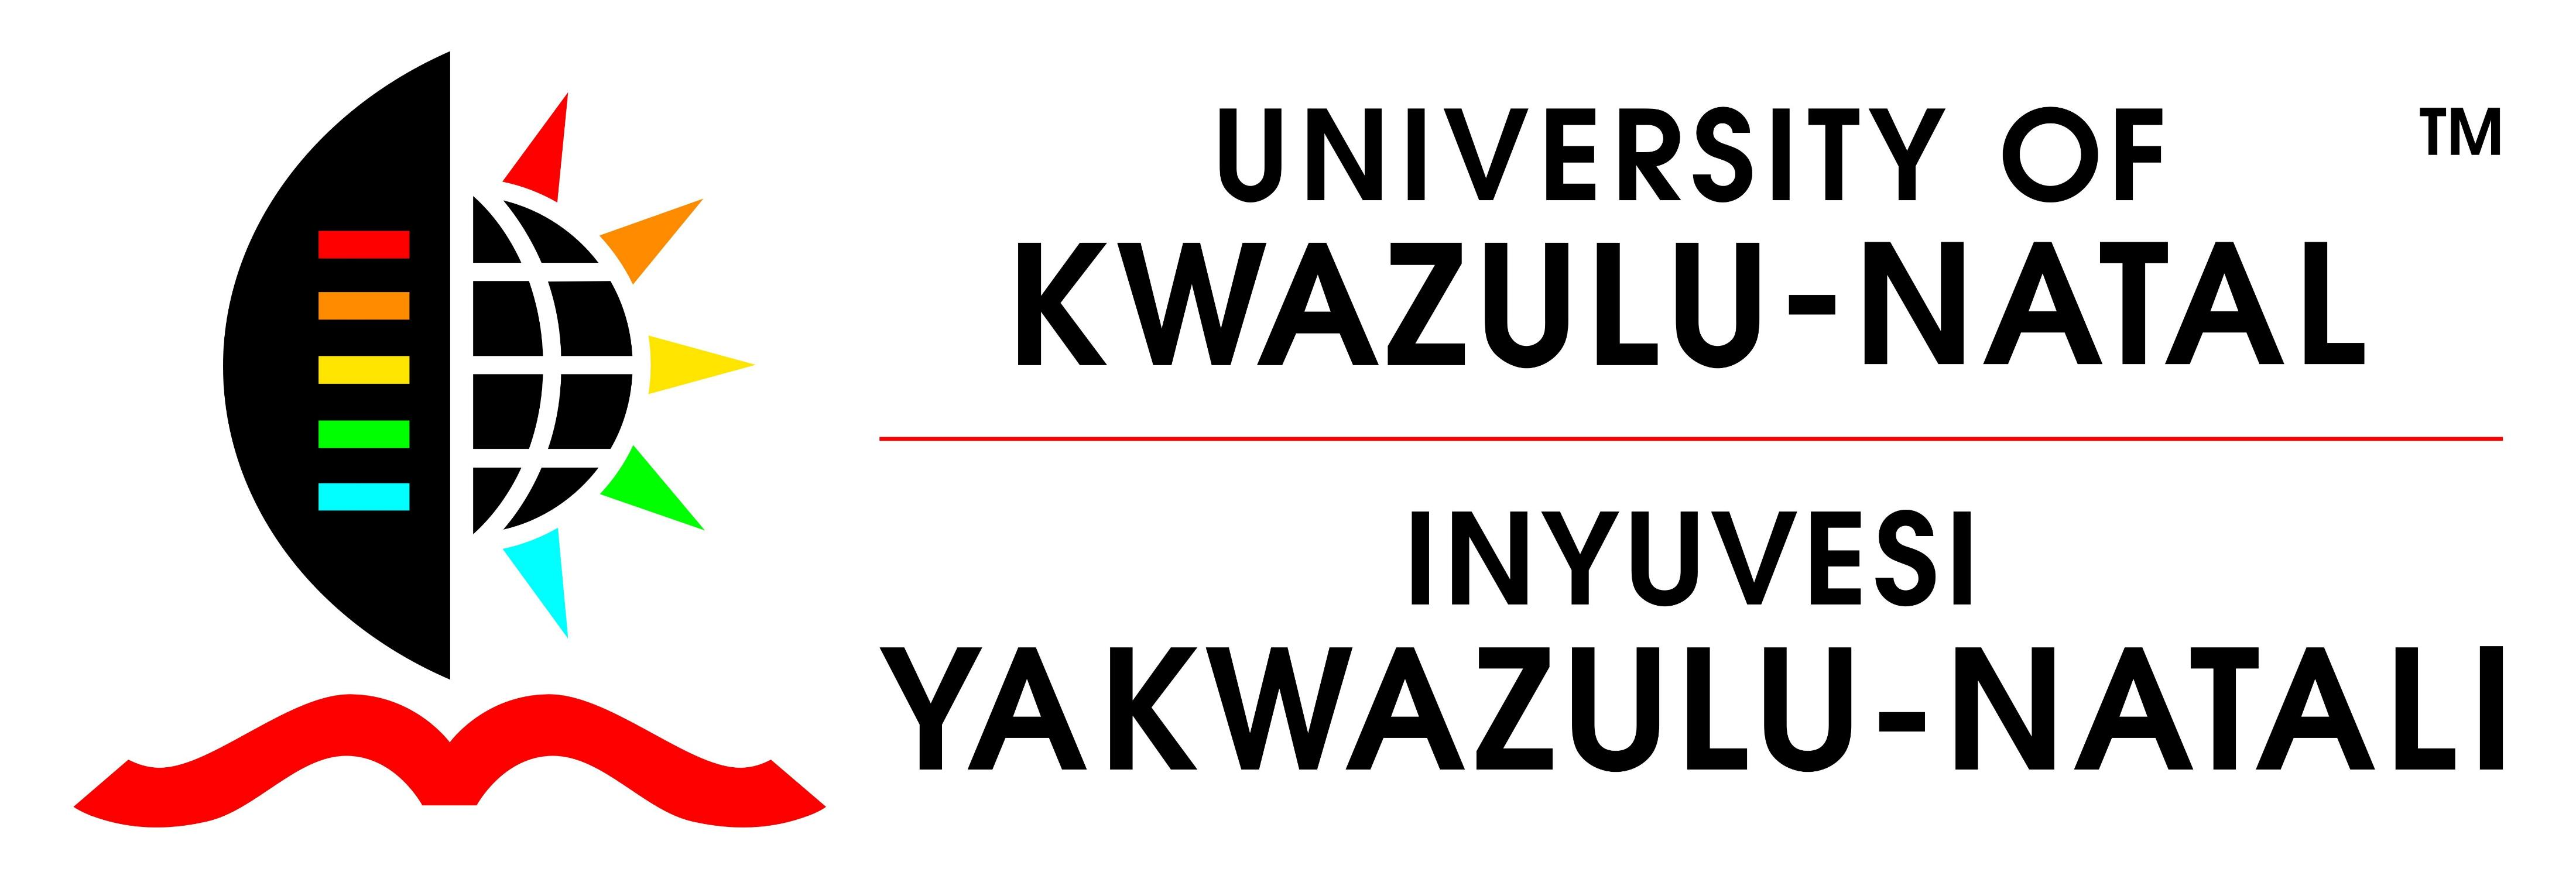 UNIVERSITY OF
TM
KWAZULU-NATAL
INYUVESI
YAKWAZULU-NATALI